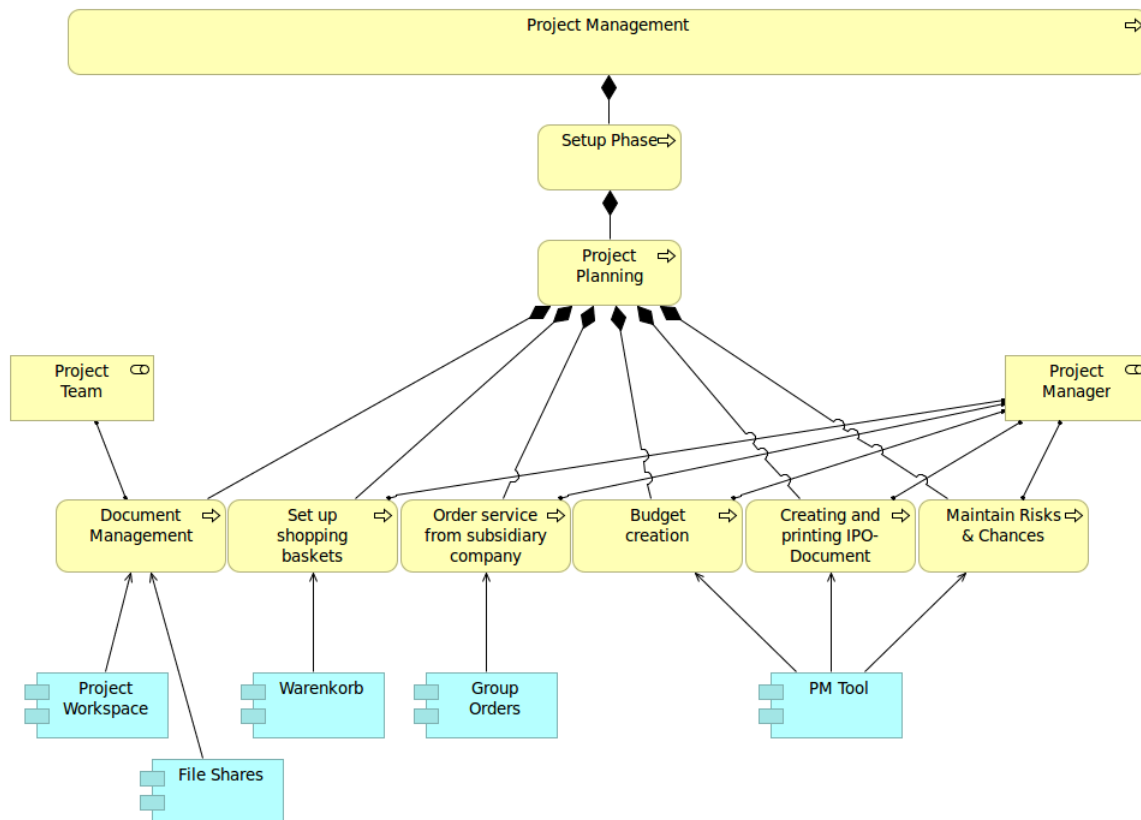 Project Management
Setup Phase
Project
Planning
Project
Team
Project
Manager
Document
Management
Set up
shopping
baskets
Order service
from subsidiary
company
Budget
creation
Creating and
printing IPO-
Document
Maintain Risks
& Chances
Project
Workspace
Warenkorb
Group
Orders
PM Tool
File Shares